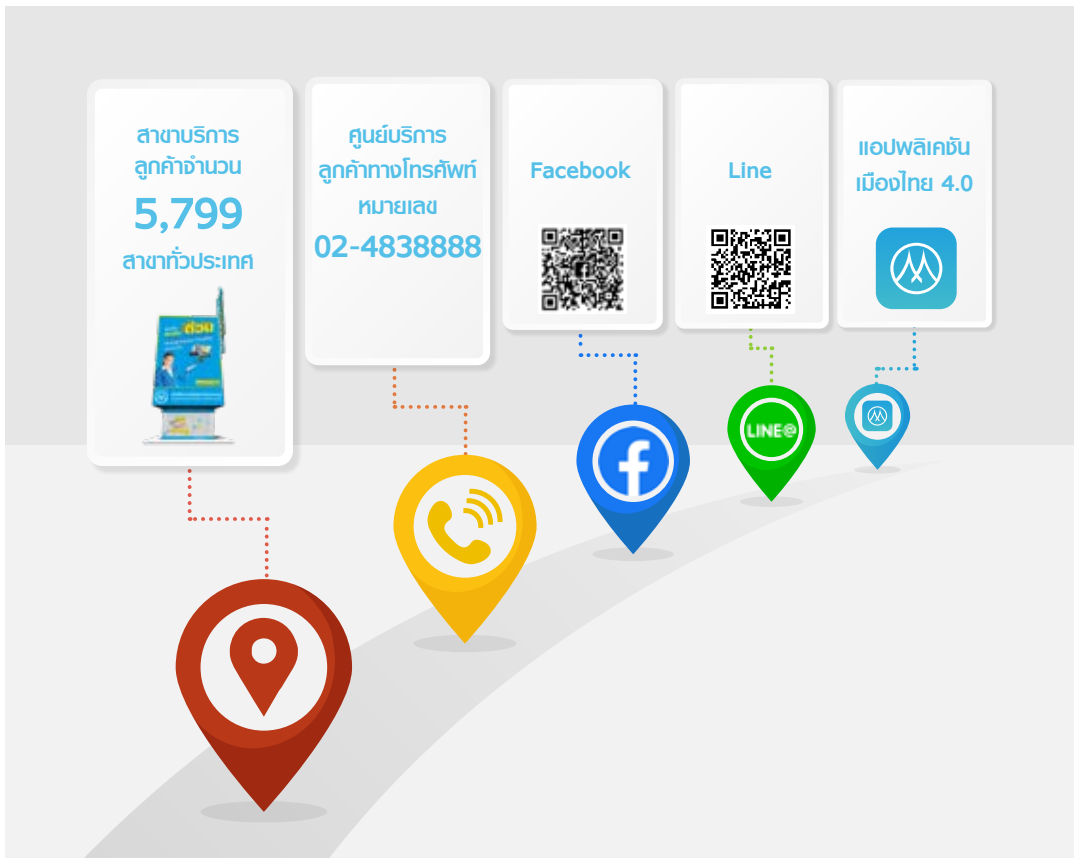 สาขาบริการ
ลูกค้าจำนวน
5,799
สาขาทั่วประเทศ
ด่วน
ศูนย์บริการ
ลูกค้าทางโทรศัพท์
หมายเลข
02-4838888
Facebook
Line
แอปพลิเคชัน
เมืองไทย 4.0
LINE@